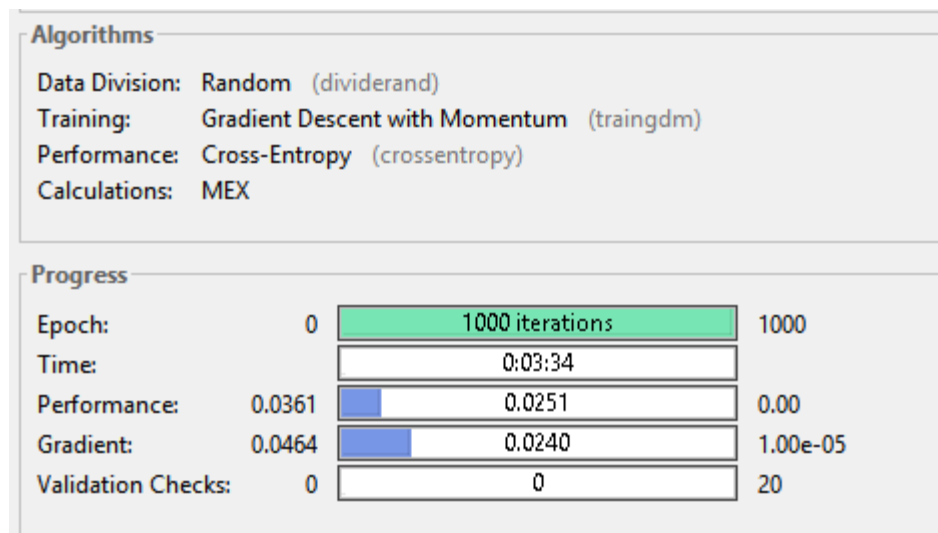 Algorithms
Data Division: Random (dividerand)
Training: Gradient Descent with Momentum (traingdm)
Performance: Cross-Entropy (crossentropy)
Calculations: MEX
Progress
Epoch: 0 1000 iterations 1000
Time: 0:03:34
Performance: 0.0361 0.0251 0.00
Gradient: 0.0464 0.0240 1.00e-05
Validation Checks: 0 0 20